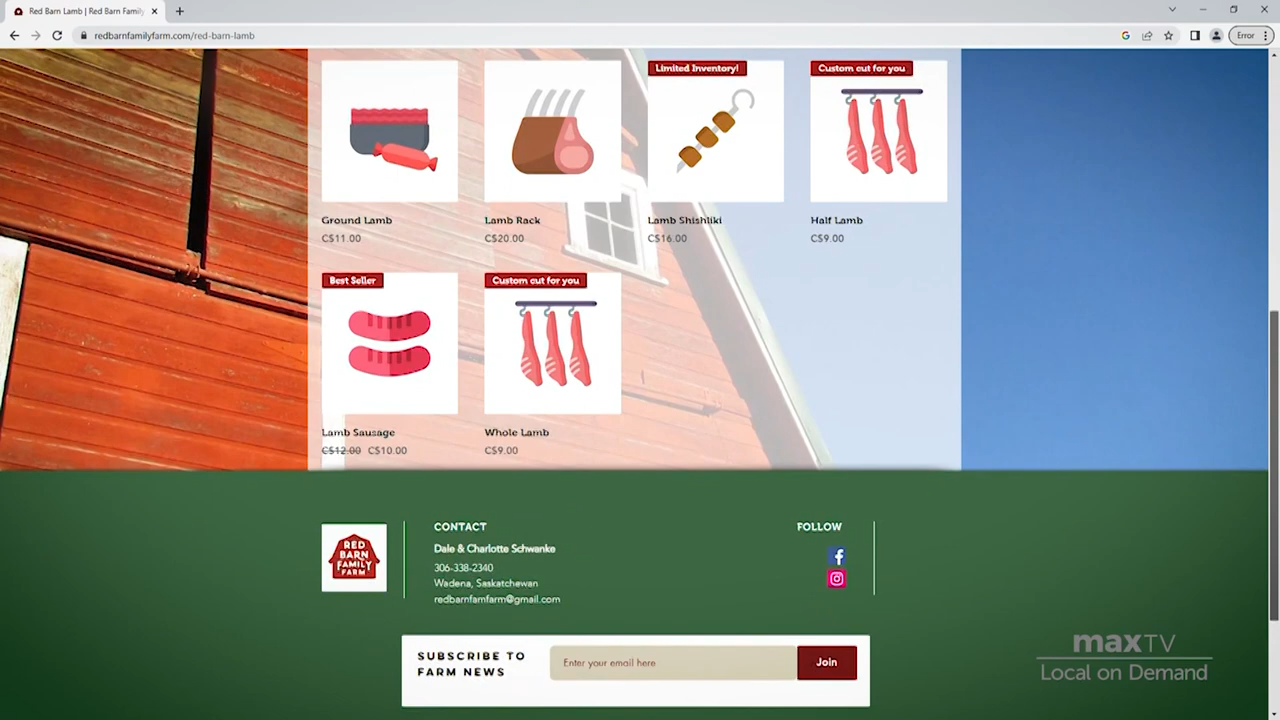 Red Barn Lamb | Red Barn Family
redbarnfamilyfarm.com/red-barn-lamb
Error
Limited Inventory!
Custom cut for you
Ground Lamb
Lamb Rack
Lamb Shishliki
Half Lamb
C$11.00
C$20.00
C$16.00
C$9.00
Best Seller
Custom cut for you
Lamb Sausage
Whole Lamb
C$12.00 C$10.00
C$9.00
RED
BARN
FAMILY
FARM
CONTACT
Dale & Charlotte Schwanke
306-338-2340
Wadena, Saskatchewan
redbarnfamfarm@gmail.com
FOLLOW
SUBSCRIBE TO
FARM NEWS
Enter your email here
Join
maxTV
Local on Demand